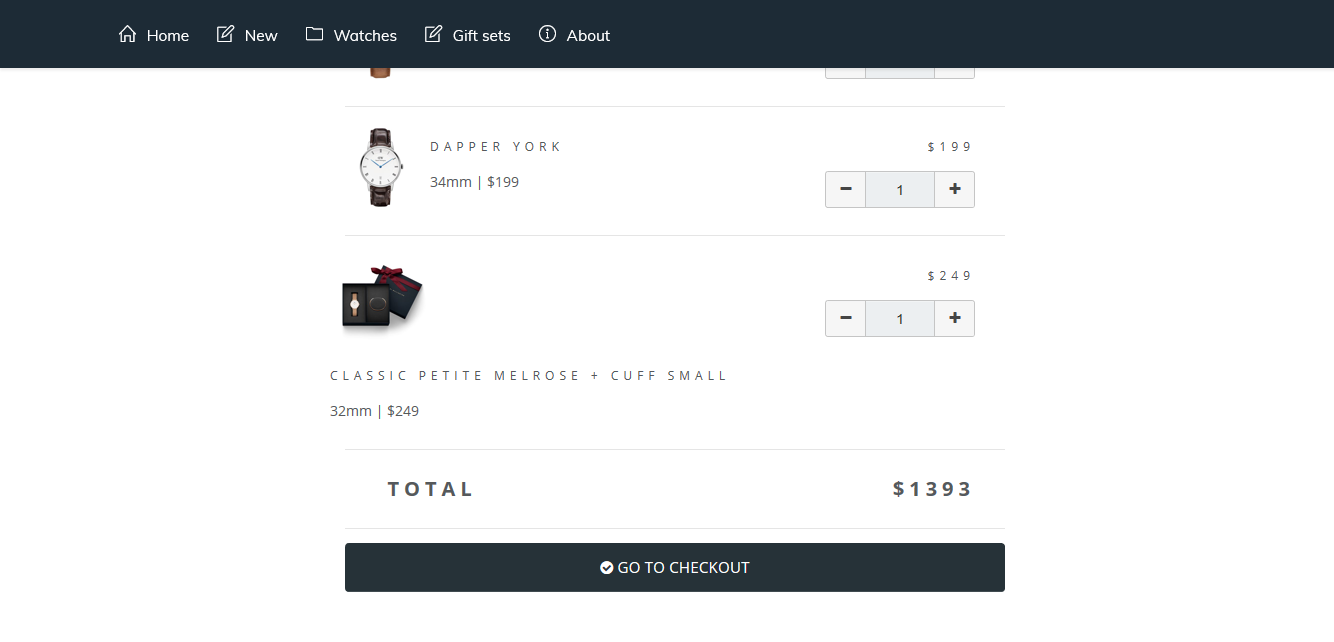 Home New Watches Gift sets About
DAPPER YORK $199
34mm | $199
− 1 +
$249
− 1 +
CLASSIC PETITE MELROSE + CUFF SMALL
32mm | $249
TOTAL $1393
GO TO CHECKOUT